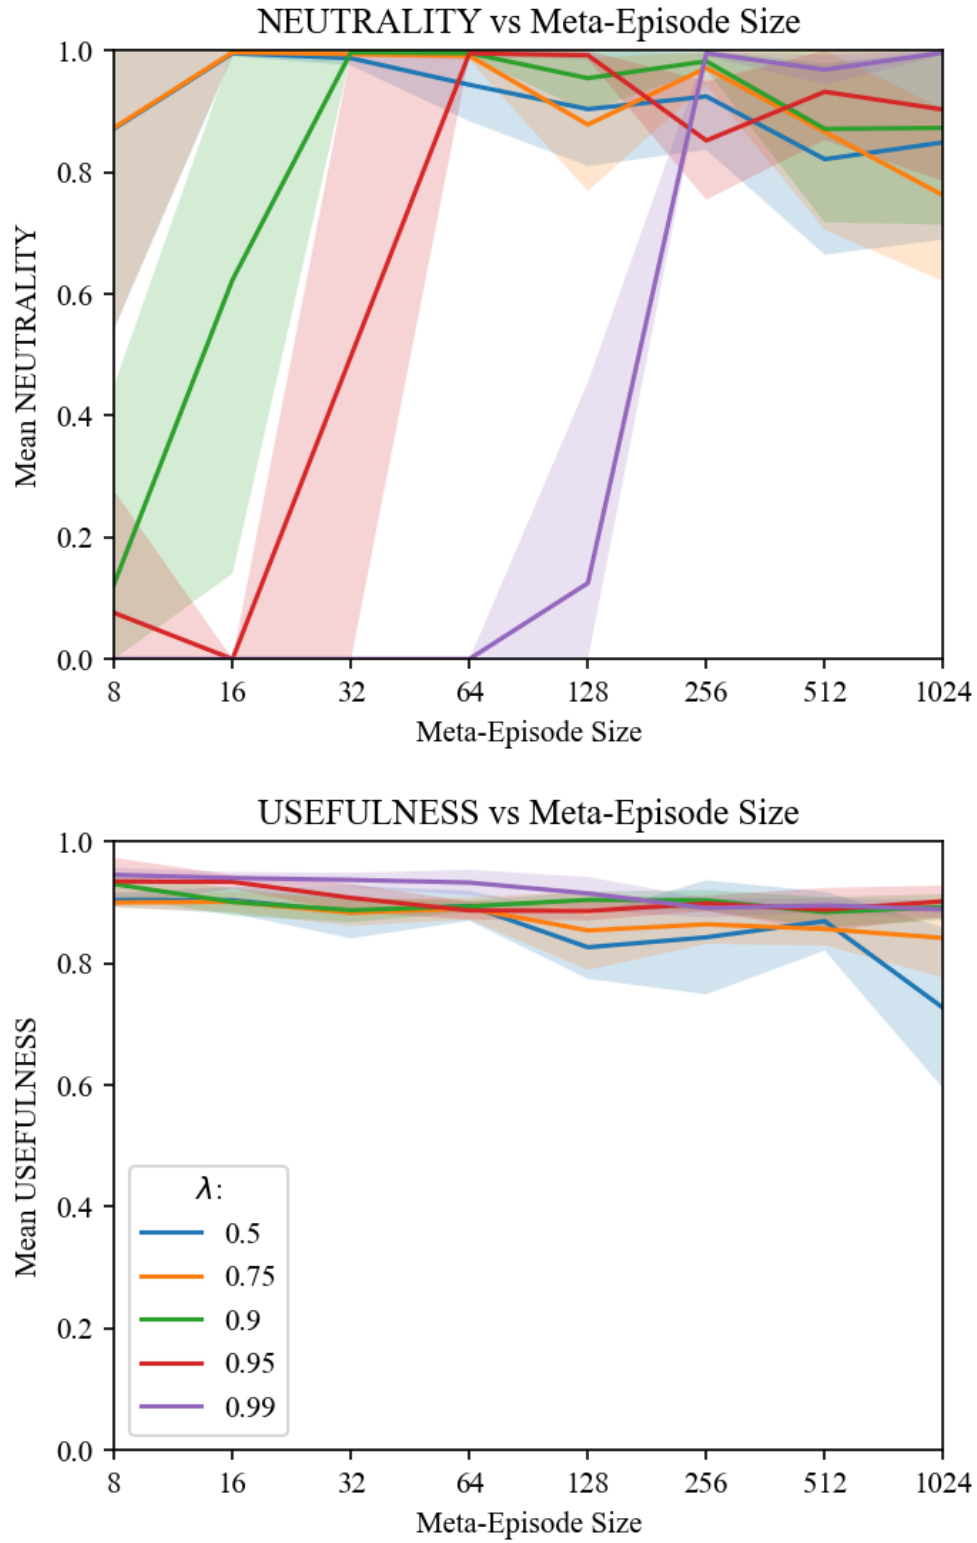 NEUTRALITY vs Meta-Episode Size
1.0
0.8
0.6
0.4
0.2
0.0
Mean NEUTRALITY
8 16 32 64 128 256 512 1024
Meta-Episode Size
USEFULNESS vs Meta-Episode Size
1.0
0.8
0.6
0.4
0.2
0.0
Mean USEFULNESS
λ:
0.5
0.75
0.9
0.95
0.99
8 16 32 64 128 256 512 1024
Meta-Episode Size